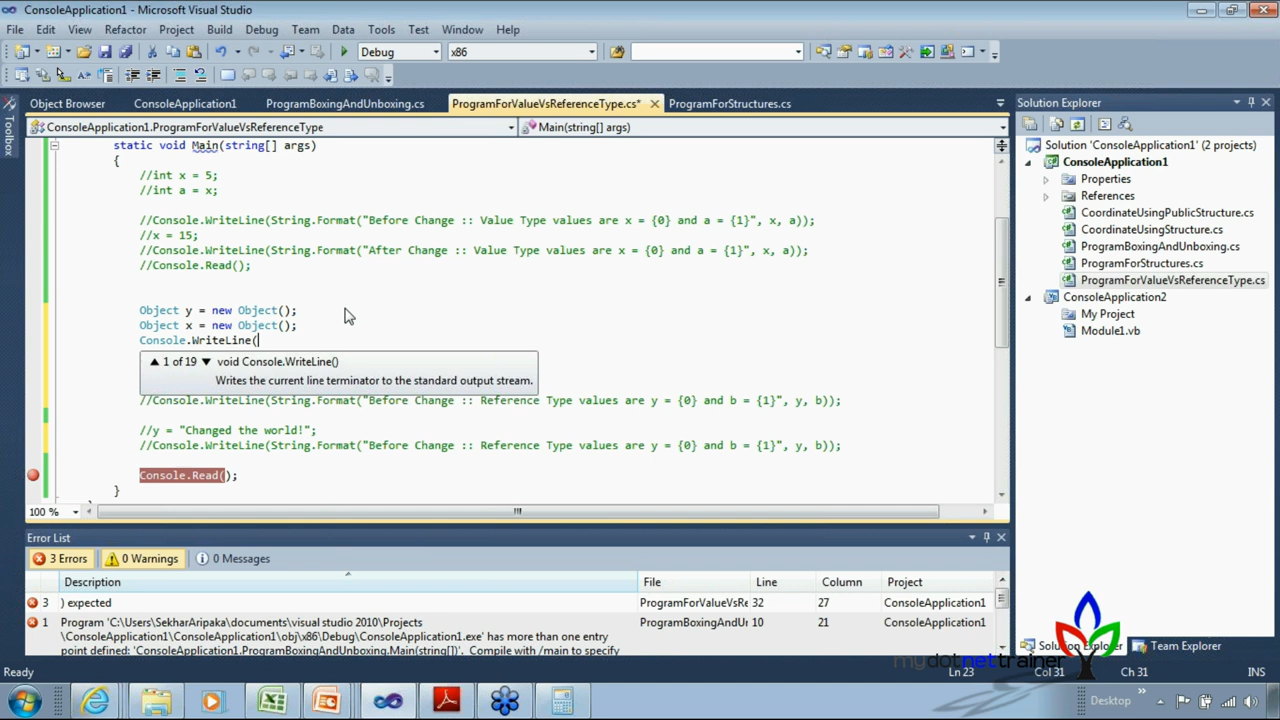 ConsoleApplication1 - Microsoft Visual Studio
File Edit View Refactor Project Build Debug Team Data Tools Test Window Help
Debug x86
Object Browser ConsoleApplication1 ProgramBoxingAndUnboxing.cs ProgramForValueVsReferenceType.cs* ProgramForStructures.cs
Toolbox
ConsoleApplication1.ProgramForValueVsReferenceType Main(string[] args)
static void Main(string[] args)
{
//int x = 5;
//int a = x;
//Console.WriteLine(String.Format("Before Change :: Value Type values are x = {0} and a = {1}", x, a));
//x = 15;
//Console.WriteLine(String.Format("After Change :: Value Type values are x = {0} and a = {1}", x, a));
//Console.Read();
Object y = new Object();
Object x = new Object();
Console.WriteLine(
1 of 19 void Console.WriteLine()
Writes the current line terminator to the standard output stream.
//Console.WriteLine(String.Format("Before Change :: Reference Type values are y = {0} and b = {1}", y, b));
//y = "Changed the world!";
//Console.WriteLine(String.Format("Before Change :: Reference Type values are y = {0} and b = {1}", y, b));
Console.Read();
}
100 %
Solution Explorer
Solution 'ConsoleApplication1' (2 projects)
ConsoleApplication1
Properties
References
CoordinateUsingPublicStructure.cs
CoordinateUsingStructure.cs
ProgramBoxingAndUnboxing.cs
ProgramForStructures.cs
ProgramForValueVsReferenceType.cs
ConsoleApplication2
My Project
Module1.vb
Error List
3 Errors 0 Warnings 0 Messages
Description File Line Column Project
3 ) expected ProgramForValueVsRe 32 27 ConsoleApplication1
1 Program 'C:\Users\SekharAripaka\documents\visual studio 2010\Projects ProgramBoxingAndU 10 21 ConsoleApplication1
\ConsoleApplication1\ConsoleApplication1\obj\x86\Debug\ConsoleApplication1.exe' has more than one entry
point defined: 'ConsoleApplication1.ProgramBoxingAndUnboxing.Main(string[])'. Compile with /main to specify
Solution Explorer Team Explorer
mydotnettrainer
Ready Ln 23 Col 31 Ch 31 INS
Desktop